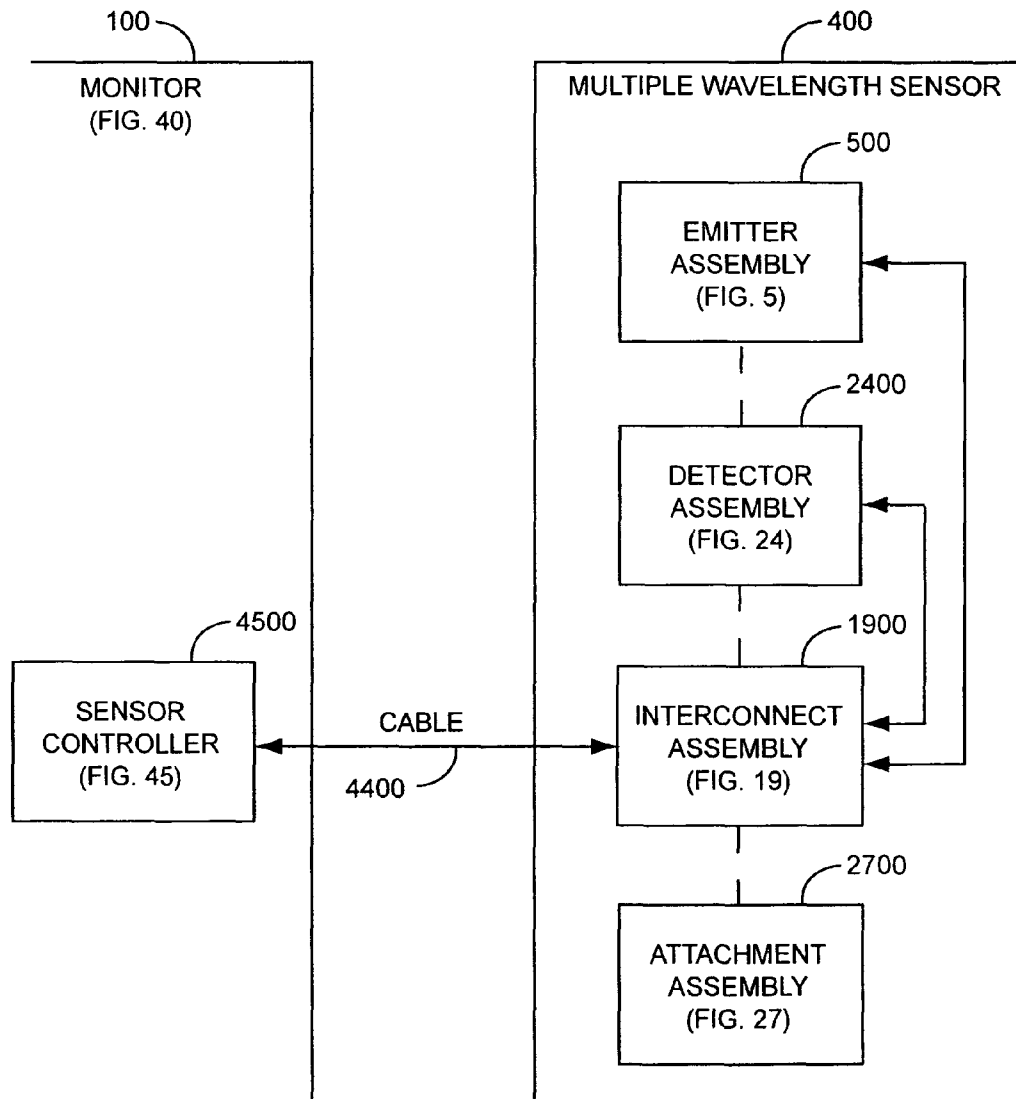 100
MONITOR
(FIG. 40)
400
MULTIPLE WAVELENGTH SENSOR
500
EMITTER
ASSEMBLY
(FIG. 5)
2400
DETECTOR
ASSEMBLY
(FIG. 24)
4500
SENSOR
CONTROLLER
(FIG. 45)
CABLE
4400
1900
INTERCONNECT
ASSEMBLY
(FIG. 19)
2700
ATTACHMENT
ASSEMBLY
(FIG. 27)